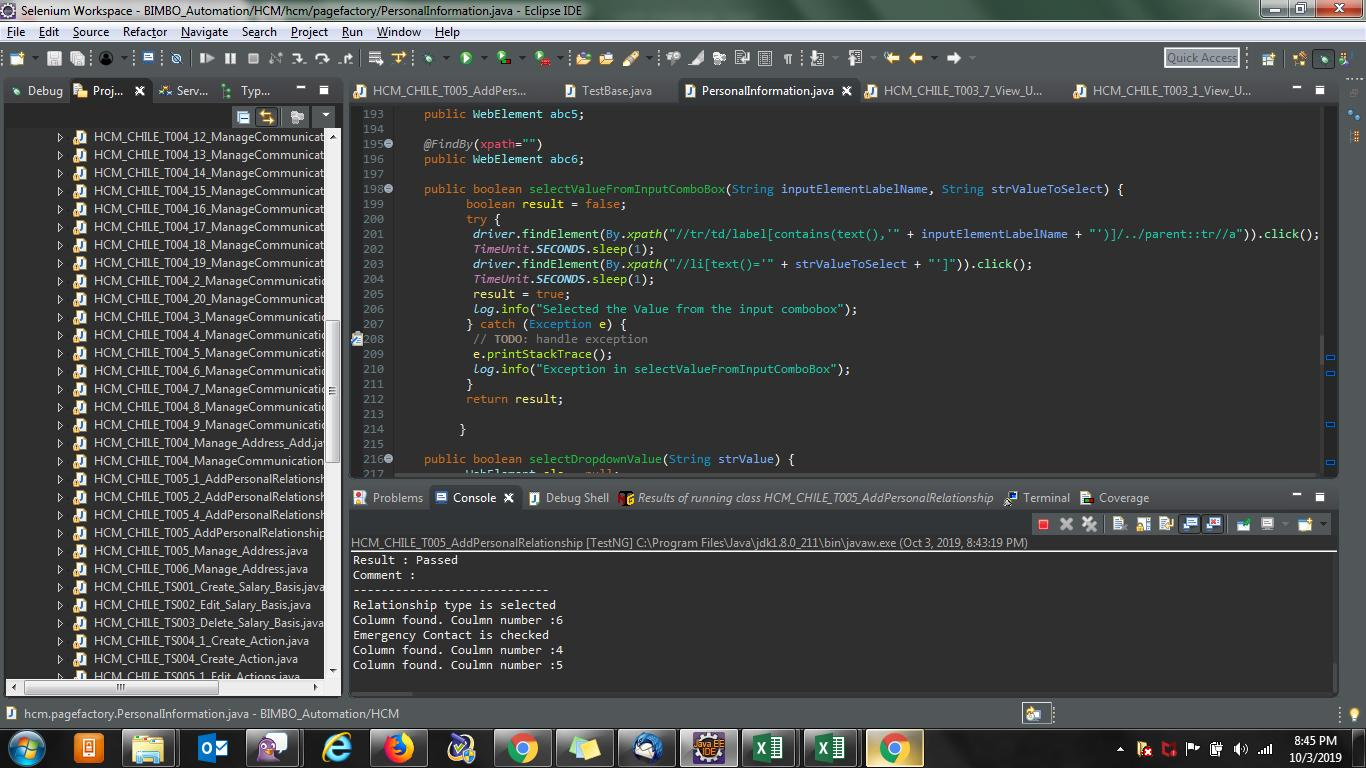 Selenium Workspace - BIMBO_Automation/HCM/hcm/pagefactory/PersonalInformation.java - Eclipse IDE
File Edit Source Refactor Navigate Search Project Run Window Help
Quick Access
Debug Proj... Serv... Typ...
HCM_CHILE_T005_AddPers... TestBase.java PersonalInformation.java HCM_CHILE_T003_7_View_U... HCM_CHILE_T003_1_View_U...
HCM_CHILE_T004_12_ManageCommunicat
HCM_CHILE_T004_13_ManageCommunicat
HCM_CHILE_T004_14_ManageCommunicat
HCM_CHILE_T004_15_ManageCommunicat
HCM_CHILE_T004_16_ManageCommunicat
HCM_CHILE_T004_17_ManageCommunicat
HCM_CHILE_T004_18_ManageCommunicat
HCM_CHILE_T004_19_ManageCommunicat
HCM_CHILE_T004_2_ManageCommunicatio
HCM_CHILE_T004_20_ManageCommunicat
HCM_CHILE_T004_3_ManageCommunicatio
HCM_CHILE_T004_4_ManageCommunicatio
HCM_CHILE_T004_5_ManageCommunicatio
HCM_CHILE_T004_6_ManageCommunicatio
HCM_CHILE_T004_7_ManageCommunicatio
HCM_CHILE_T004_8_ManageCommunicatio
HCM_CHILE_T004_9_ManageCommunicatio
HCM_CHILE_T004_Manage_Address_Add.ja
HCM_CHILE_T004_ManageCommunication
HCM_CHILE_T005_1_AddPersonalRelationsh
HCM_CHILE_T005_2_AddPersonalRelationsh
HCM_CHILE_T005_4_AddPersonalRelationsh
HCM_CHILE_T005_AddPersonalRelationship
HCM_CHILE_T005_Manage_Address.java
HCM_CHILE_T006_Manage_Address.java
HCM_CHILE_TS001_Create_Salary_Basis.java
HCM_CHILE_TS002_Edit_Salary_Basis.java
HCM_CHILE_TS003_Delete_Salary_Basis.java
HCM_CHILE_TS004_1_Create_Action.java
HCM_CHILE_TS004_Create_Action.java
HCM_CHILE_TS005_1_Edit_Actions.java
193 public WebElement abc5;
194
195 @FindBy(xpath="")
196 public WebElement abc6;
197
198 public boolean selectValueFromInputComboBox(String inputElementLabelName, String strValueToSelect) {
199 boolean result = false;
200 try {
201 driver.findElement(By.xpath("//tr/td/label[contains(text(),'" + inputElementLabelName + "')]/../parent::tr//a")).click();
202 TimeUnit.SECONDS.sleep(1);
203 driver.findElement(By.xpath("//li[text()='" + strValueToSelect + "']")).click();
204 TimeUnit.SECONDS.sleep(1);
205 result = true;
206 log.info("Selected the Value from the input combobox");
207 } catch (Exception e) {
208 // TODO: handle exception
209 e.printStackTrace();
210 log.info("Exception in selectValueFromInputComboBox");
211 }
212 return result;
213
214 }
215
216 public boolean selectDropdownValue(String strValue) {
217 WebElement ele = null;
Problems Console Debug Shell Results of running class HCM_CHILE_T005_AddPersonalRelationship Terminal Coverage
HCM_CHILE_T005_AddPersonalRelationship [TestNG] C:\Program Files\Java\jdk1.8.0_211\bin\javaw.exe (Oct 3, 2019, 8:43:19 PM)
Result : Passed
Comment :
----------------------------
Relationship type is selected
Column found. Coulmn number :6
Emergency Contact is checked
Column found. Coulmn number :4
Column found. Coulmn number :5
hcm.pagefactory.PersonalInformation.java - BIMBO_Automation/HCM
Java EE
IDE
8:45 PM
10/3/2019